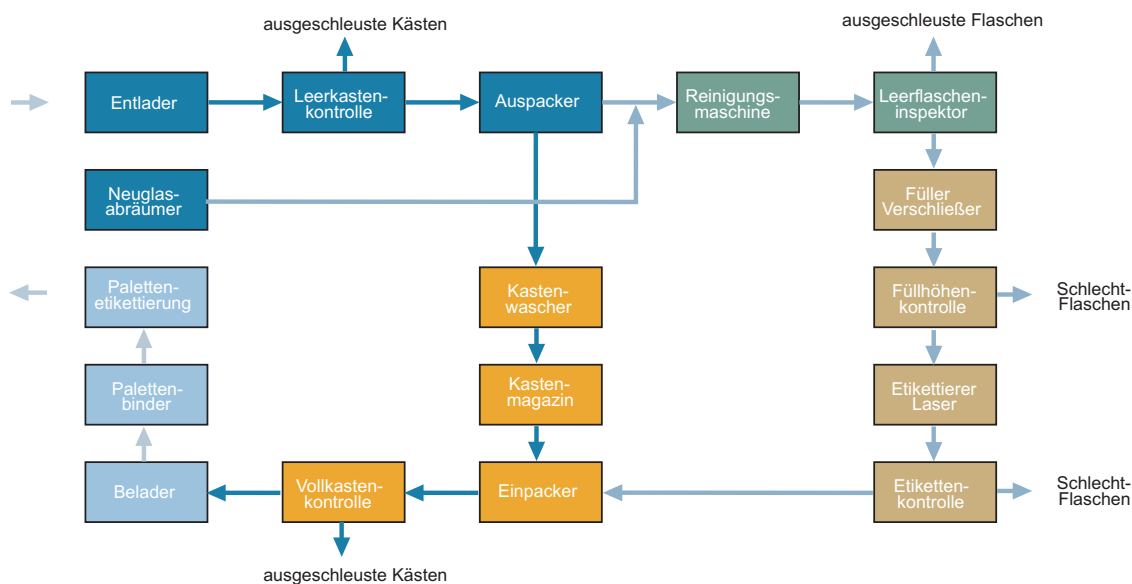 ausgeschleuste Kästen
ausgeschleuste Flaschen
Entlader
Leerkasten-
kontrolle
Auspacker
Reinigungs-
maschine
Leerflaschen-
inspektor
Neuglas-
abräumer
Füller
Verschließer
Paletten-
etikettierung
Kasten-
wascher
Füllhöhen-
kontrolle
Schlecht-
Flaschen
Paletten-
binder
Kasten-
magazin
Etikettierer
Laser
Belader
Vollkasten-
kontrolle
Einpacker
Etiketten-
kontrolle
Schlecht-
Flaschen
ausgeschleuste Kästen